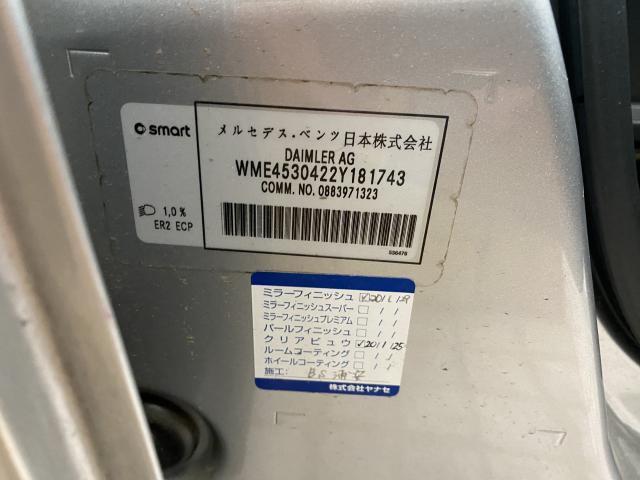 smart
メルセデス・ベンツ日本株式会社
DAIMLER AG
WME4530422Y181743
COMM. NO. 0883971323
1,0%
ER2 ECP
536476
ミラーフィニッシュ
ミラーフィニッシュスーパー
ミラーフィニッシュプレミアム
パールフィニッシュ
クリアビュウ
ルームコーティング
ホイールコーティング
施工:
株式会社ヤナセ